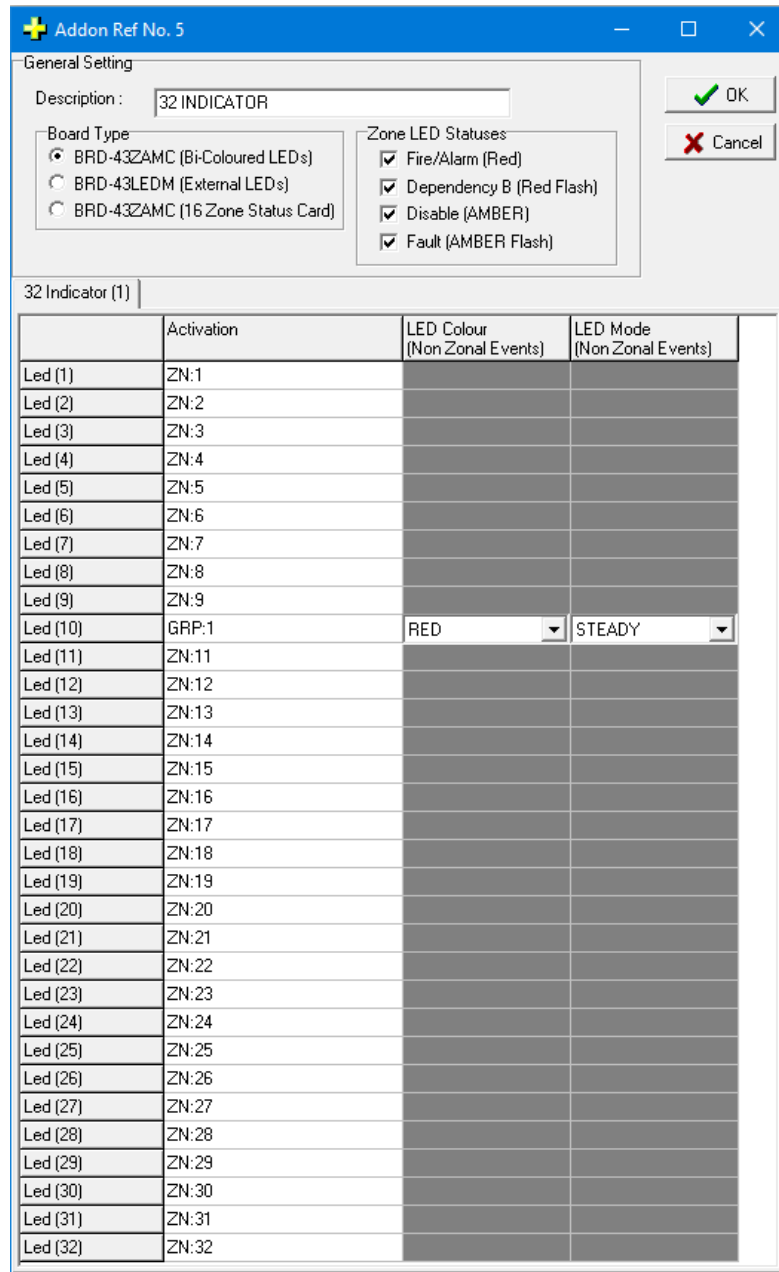 Addon Ref No. 5
General Setting
Description : 32 INDICATOR
OK
Cancel
Board Type
BRD-43ZAMC (Bi-Coloured LEDs)
BRD-43LEDM (External LEDs)
BRD-43ZAMC (16 Zone Status Card)
Zone LED Statuses
Fire/Alarm (Red)
Dependency B (Red Flash)
Disable (AMBER)
Fault (AMBER Flash)
32 Indicator (1)
Activation LED Colour (Non Zonal Events) LED Mode (Non Zonal Events)
Led (1) ZN:1
Led (2) ZN:2
Led (3) ZN:3
Led (4) ZN:4
Led (5) ZN:5
Led (6) ZN:6
Led (7) ZN:7
Led (8) ZN:8
Led (9) ZN:9
Led (10) GRP:1 RED STEADY
Led (11) ZN:11
Led (12) ZN:12
Led (13) ZN:13
Led (14) ZN:14
Led (15) ZN:15
Led (16) ZN:16
Led (17) ZN:17
Led (18) ZN:18
Led (19) ZN:19
Led (20) ZN:20
Led (21) ZN:21
Led (22) ZN:22
Led (23) ZN:23
Led (24) ZN:24
Led (25) ZN:25
Led (26) ZN:26
Led (27) ZN:27
Led (28) ZN:28
Led (29) ZN:29
Led (30) ZN:30
Led (31) ZN:31
Led (32) ZN:32